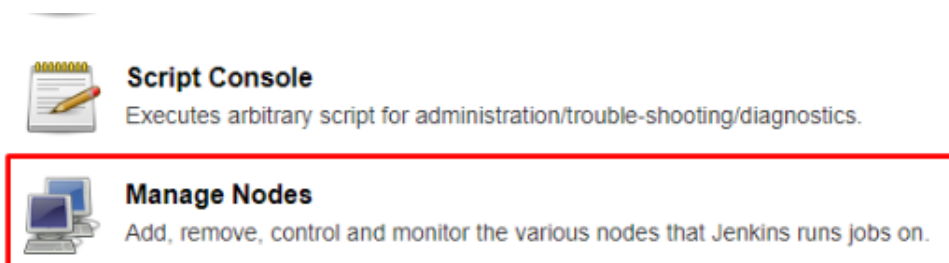 Script Console
Executes arbitrary script for administration/trouble-shooting/diagnostics.
Manage Nodes
Add, remove, control and monitor the various nodes that Jenkins runs jobs on.